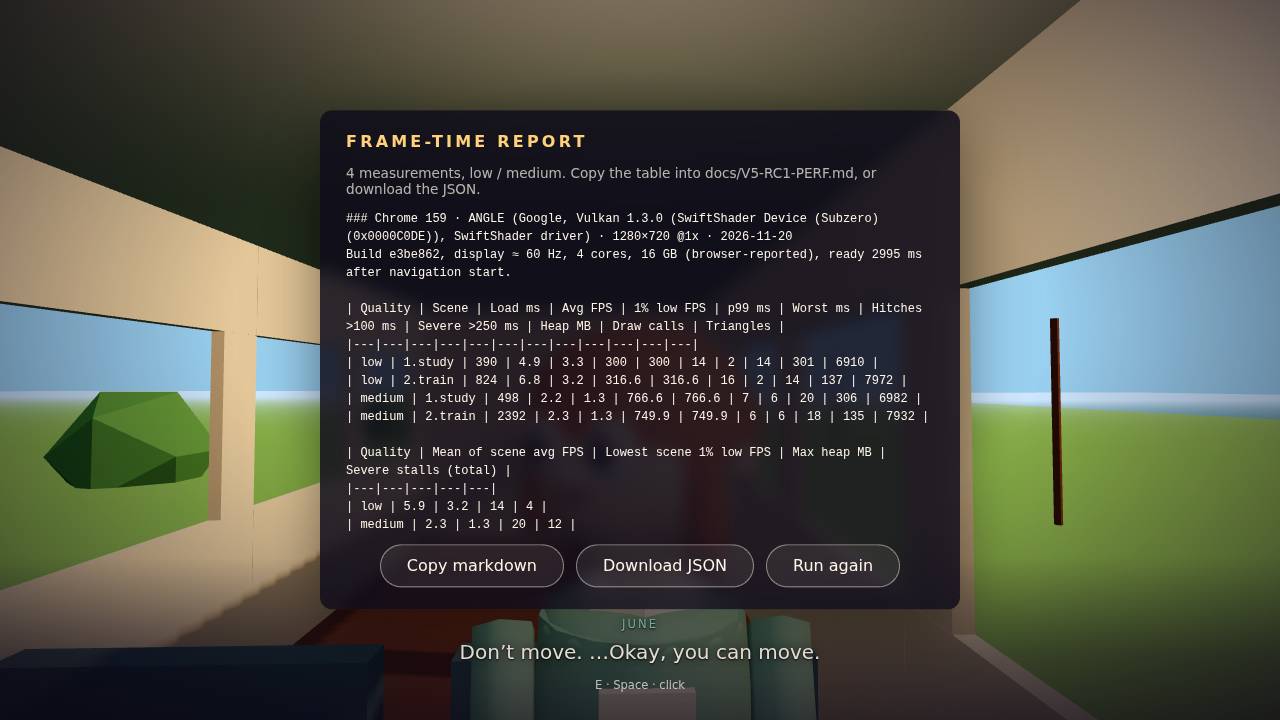 FRAME-TIME REPORT
4 measurements, low / medium. Copy the table into docs/V5-RC1-PERF.md, or
download the JSON.
### Chrome 159 · ANGLE (Google, Vulkan 1.3.0 (SwiftShader Device (Subzero)
(0x0000C0DE)), SwiftShader driver) · 1280×720 @1x · 2026-11-20
Build e3be862, display ≈ 60 Hz, 4 cores, 16 GB (browser-reported), ready 2995 ms
after navigation start.
| Quality | Scene | Load ms | Avg FPS | 1% low FPS | p99 ms | Worst ms | Hitches
>100 ms | Severe >250 ms | Heap MB | Draw calls | Triangles |
|---|---|---|---|---|---|---|---|---|---|---|---|
| low | 1.study | 390 | 4.9 | 3.3 | 300 | 300 | 14 | 2 | 14 | 301 | 6910 |
| low | 2.train | 824 | 6.8 | 3.2 | 316.6 | 316.6 | 16 | 2 | 14 | 137 | 7972 |
| medium | 1.study | 498 | 2.2 | 1.3 | 766.6 | 766.6 | 7 | 6 | 20 | 306 | 6982 |
| medium | 2.train | 2392 | 2.3 | 1.3 | 749.9 | 749.9 | 6 | 6 | 18 | 135 | 7932 |
| Quality | Mean of scene avg FPS | Lowest scene 1% low FPS | Max heap MB |
Severe stalls (total) |
|---|---|---|---|---|
| low | 5.9 | 3.2 | 14 | 4 |
| medium | 2.3 | 1.3 | 20 | 12 |
Copy markdown
Download JSON
Run again
JUNE
Don’t move. …Okay, you can move.
E · Space · click